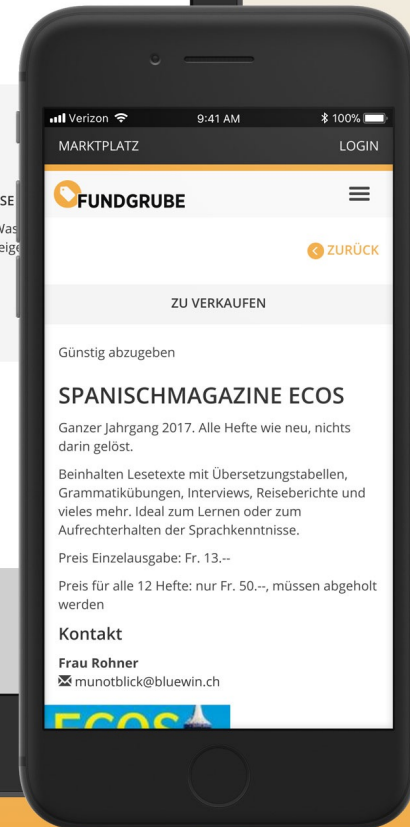 Verizon 9:41 AM 100%
MARKTPLATZ LOGIN
FUNDGRUBE
ZURÜCK
ZU VERKAUFEN
Günstig abzugeben
SPANISCHMAGAZINE ECOS
Ganzer Jahrgang 2017. Alle Hefte wie neu, nichts
darin gelöst.
Beinhalten Lesetexte mit Übersetzungstabellen,
Grammatikübungen, Interviews, Reiseberichte und
vieles mehr. Ideal zum Lernen oder zum
Aufrechterhalten der Sprachkenntnisse.
Preis Einzelausgabe: Fr. 13.--
Preis für alle 12 Hefte: nur Fr. 50.--, müssen abgeholt
werden
Kontakt
Frau Rohner
munotblick@bluewin.ch
ECOS